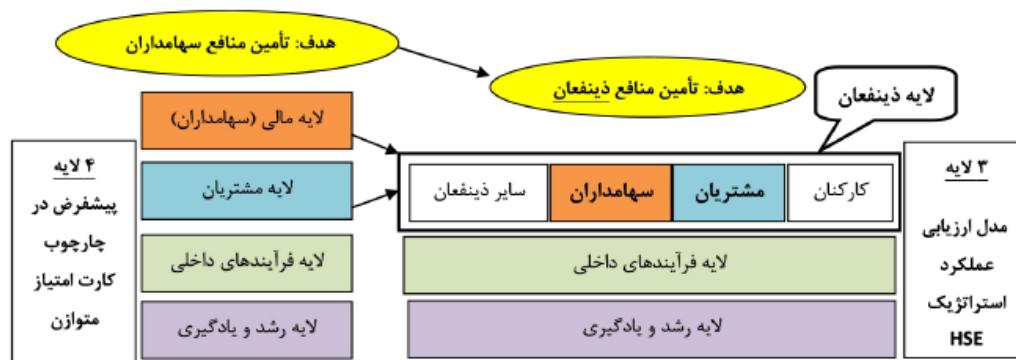 هدف: تأمین منافع سهامداران
هدف: تأمین منافع ذینفعان
لایه ذینفعان
۳ لایه
مدل ارزیابی
عملکرد
استراتژیک
HSE
کارکنان
مشتریان
سهامداران
سایر ذینفعان
لایه فرآیندهای داخلی
لایه رشد و یادگیری
لایه مالی (سهامداران)
لایه مشتریان
لایه فرآیندهای داخلی
لایه رشد و یادگیری
۴ لایه
پیشفرض در
چارچوب
کارت امتیاز
متوازن